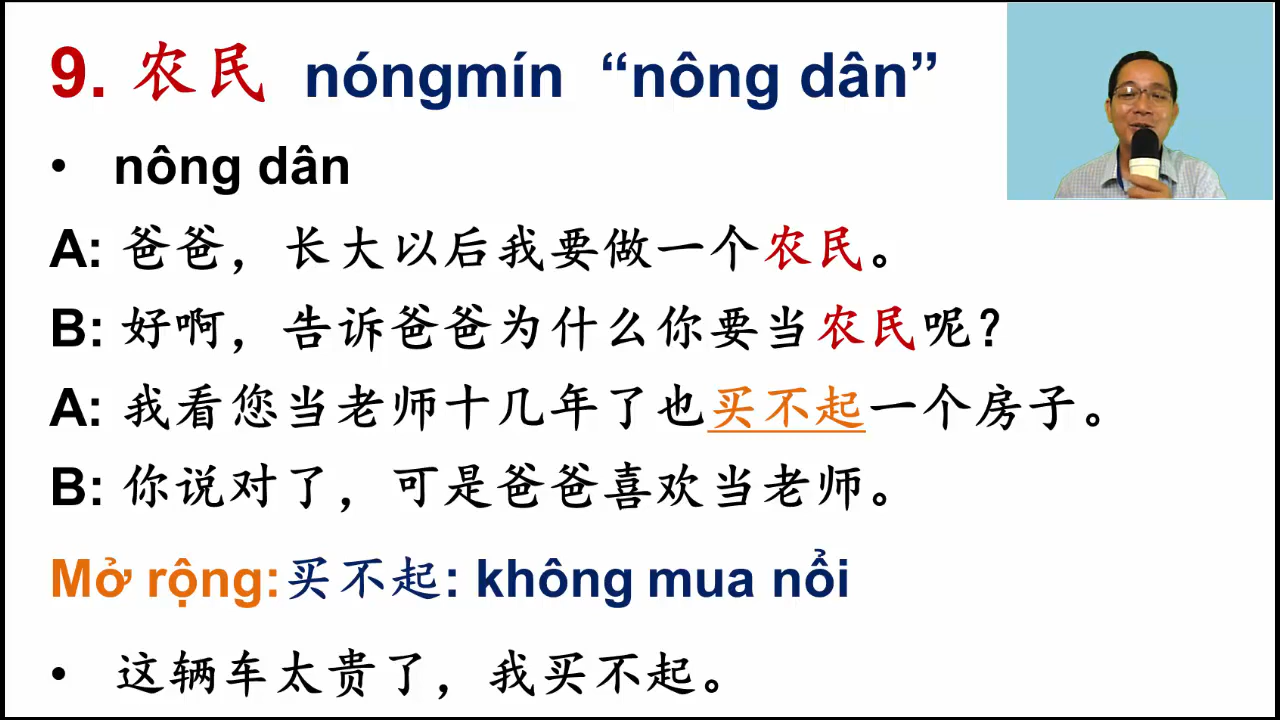 9. 农民 nóngmín “nông dân”
• nông dân
A: 爸爸，长大以后我要做一个农民。
B: 好啊，告诉爸爸为什么你要当农民呢?
A: 我看您当老师十几年了也买不起一个房子。
B: 你说对了，可是爸爸喜欢当老师。
Mở rộng:买不起: không mua nổi
• 这辆车太贵了，我买不起。